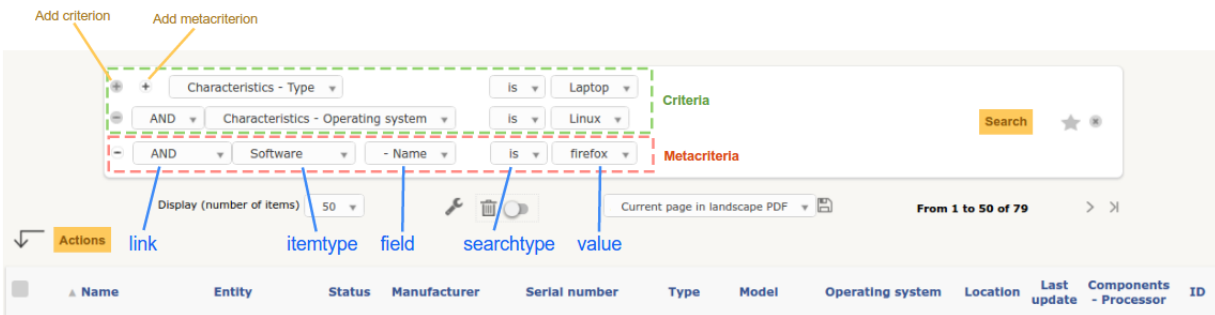 Add criterion Add metacriterion
Characteristics - Type is Laptop
Criteria
AND Characteristics - Operating system is Linux
Search
AND Software - Name is firefox
Metacriteria
Display (number of items) 50 Current page in landscape PDF From 1 to 50 of 79
Actions link itemtype field searchtype value
Name Entity Status Manufacturer Serial number Type Model Operating system Location Last update Components - Processor ID